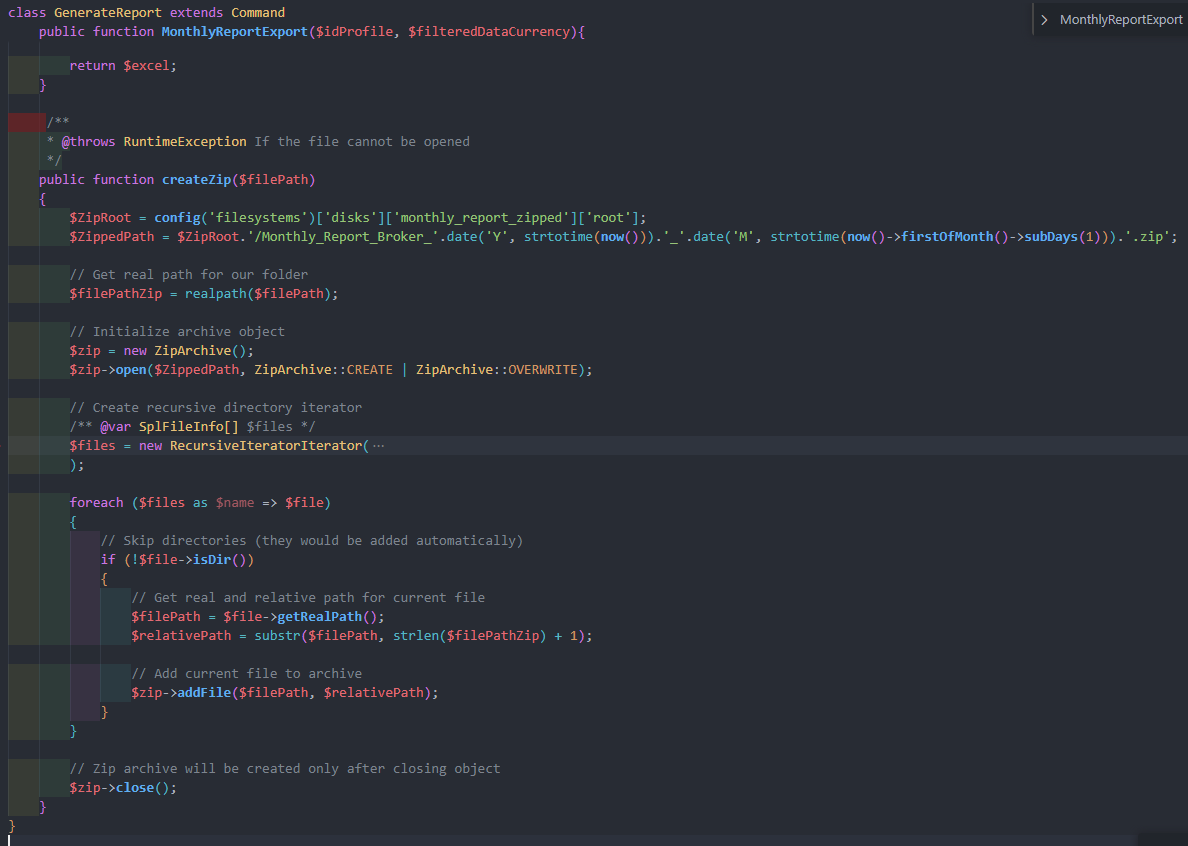 class GenerateReport extends Command
MonthlyReportExport
public function MonthlyReportExport($idProfile, $filteredDataCurrency){
return $excel;
}
/**
* @throws RuntimeException If the file cannot be opened
*/
public function createZip($filePath)
{
$ZipRoot = config('filesystems')['disks']['monthly_report_zipped']['root'];
$ZippedPath = $ZipRoot.'/Monthly_Report_Broker_'.date('Y', strtotime(now())).'_'.date('M', strtotime(now()->firstOfMonth()->subDays(1))).'.zip';
// Get real path for our folder
$filePathZip = realpath($filePath);
// Initialize archive object
$zip = new ZipArchive();
$zip->open($ZippedPath, ZipArchive::CREATE | ZipArchive::OVERWRITE);
// Create recursive directory iterator
/** @var SplFileInfo[] $files */
$files = new RecursiveIteratorIterator( ⋯
);
foreach ($files as $name => $file)
{
// Skip directories (they would be added automatically)
if (!$file->isDir())
{
// Get real and relative path for current file
$filePath = $file->getRealPath();
$relativePath = substr($filePath, strlen($filePathZip) + 1);
// Add current file to archive
$zip->addFile($filePath, $relativePath);
}
}
// Zip archive will be created only after closing object
$zip->close();
}
}